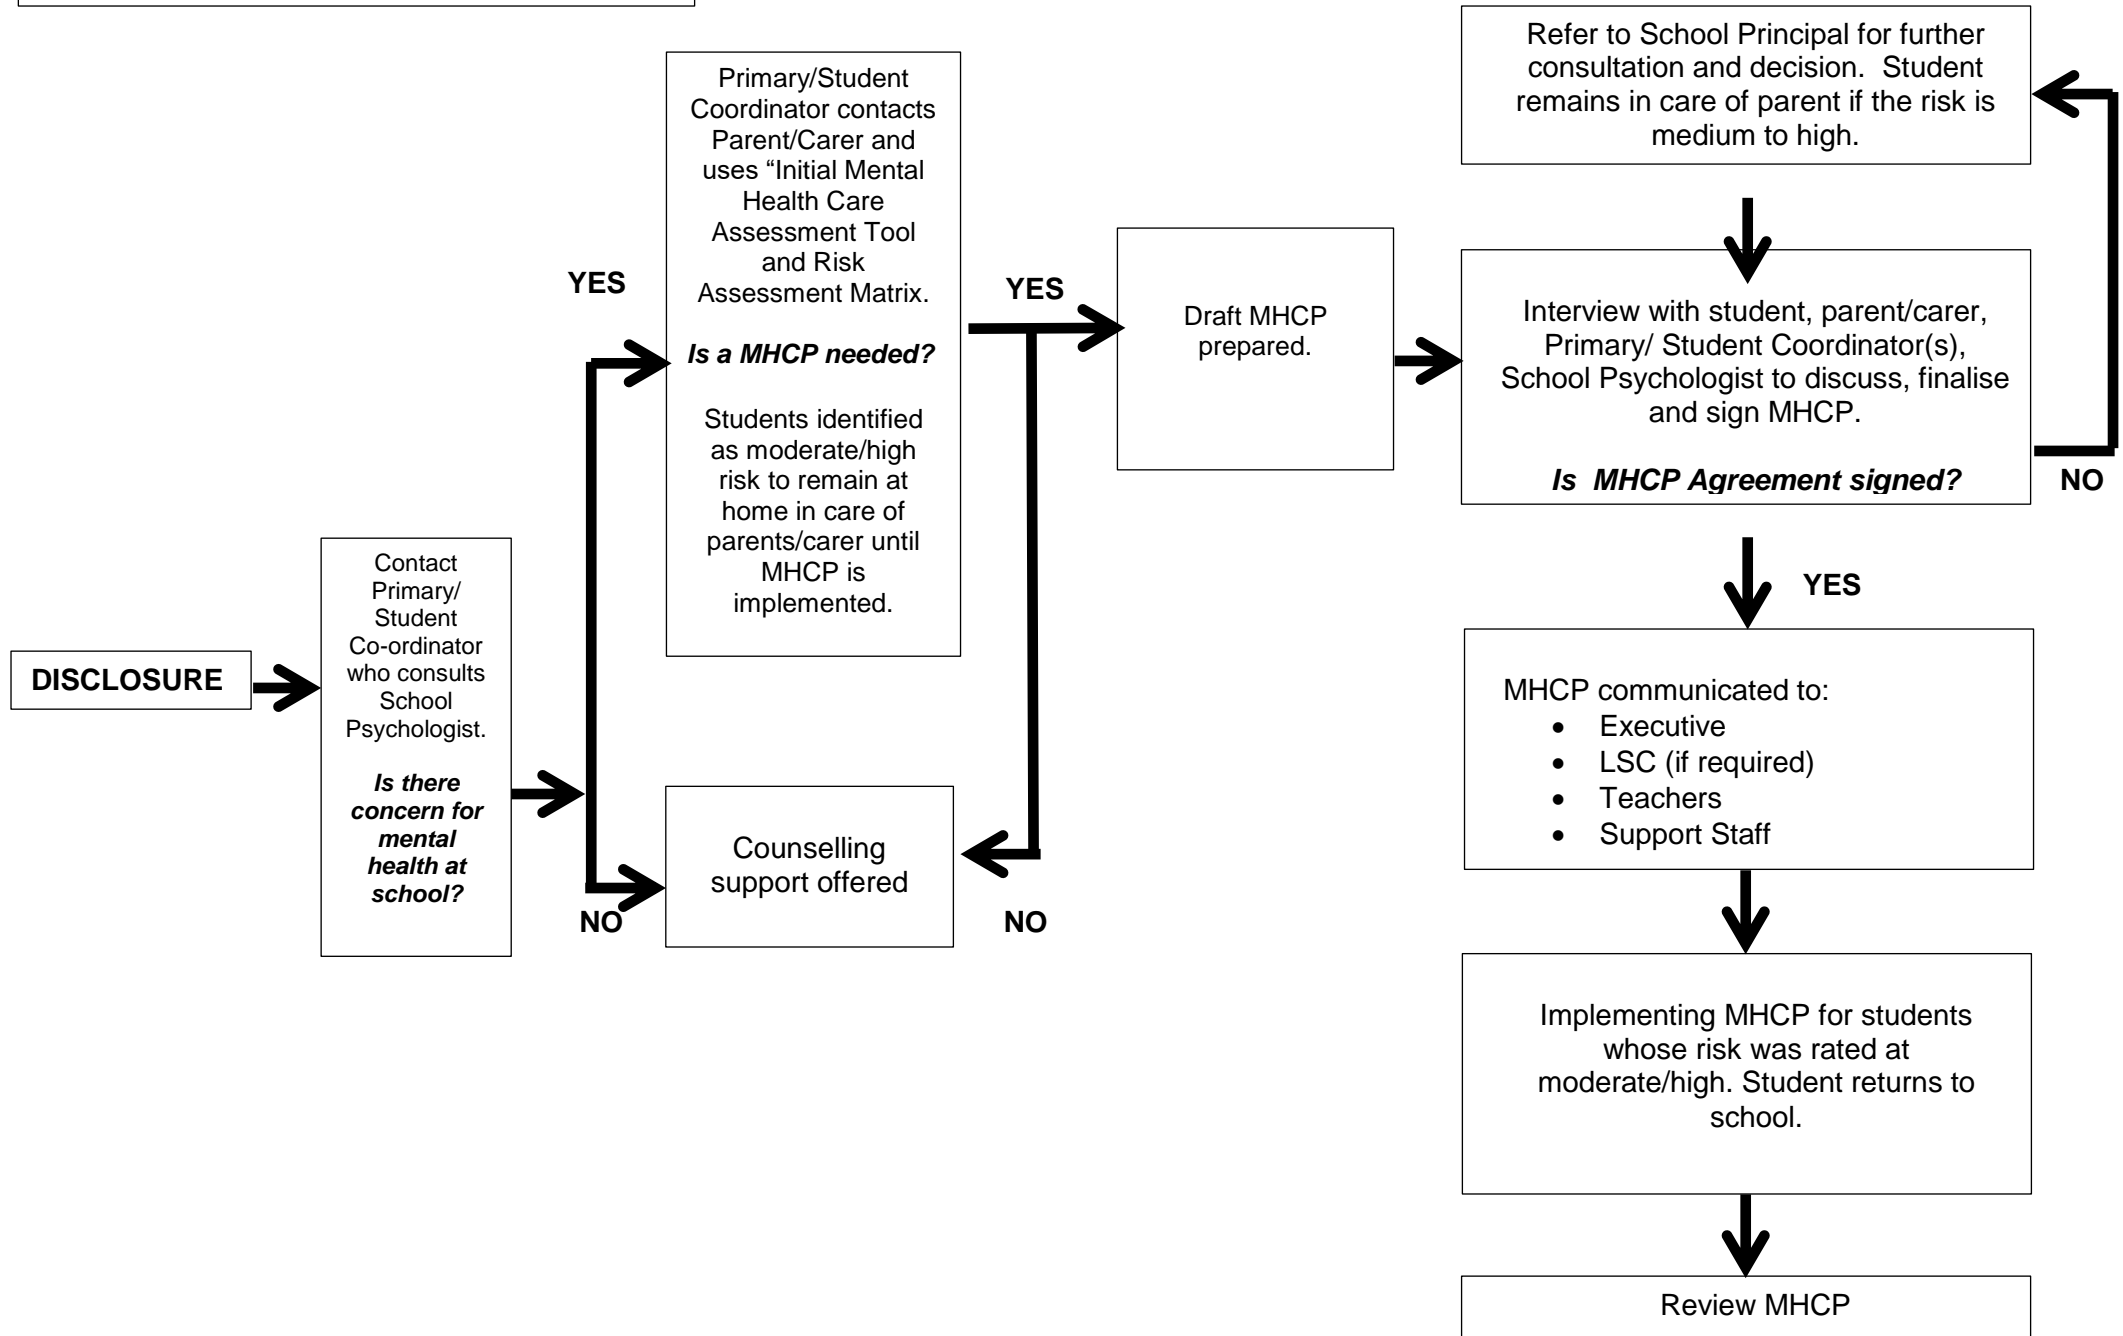 DISCLOSURE
Contact
Primary/
Student
Co-ordinator
who consults
School
Psychologist.
Is there
concern for
mental
health at
school?
YES
NO
Primary/Student
Coordinator contacts
Parent/Carer and
uses “Initial Mental
Health Care
Assessment Tool
and Risk
Assessment Matrix.
Is a MHCP needed?
Students identified
as moderate/high
risk to remain at
home in care of
parents/carer until
MHCP is
implemented.
Counselling
support offered
YES
NO
Draft MHCP
prepared.
Refer to School Principal for further
consultation and decision.  Student
remains in care of parent if the risk is
medium to high.
Interview with student, parent/carer,
Primary/ Student Coordinator(s),
School Psychologist to discuss, finalise
and sign MHCP.
Is  MHCP Agreement signed?
NO
YES
MHCP communicated to:
• Executive
• LSC (if required)
• Teachers
• Support Staff
Implementing MHCP for students
whose risk was rated at
moderate/high. Student returns to
school.
Review MHCP